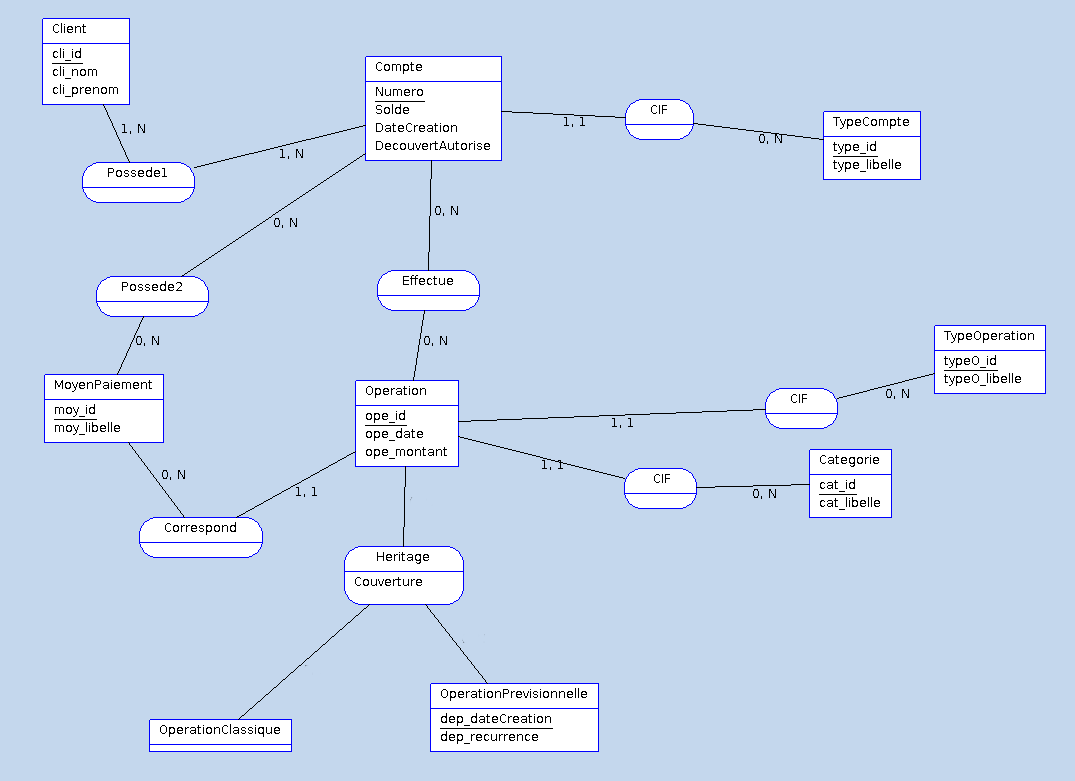 Client
cli_id
cli_nom
cli_prenom
Compte
Numero
Solde
DateCreation
DecouvertAutorise
CIF
TypeCompte
type_id
type_libelle
1, N
1, N
1, 1
0, N
Possede1
0, N
0, N
Possede2
Effectue
0, N
0, N
MoyenPaiement
moy_id
moy_libelle
Operation
ope_id
ope_date
ope_montant
TypeOperation
typeO_id
typeO_libelle
CIF
0, N
1, 1
1, 1
CIF
0, N
Categorie
cat_id
cat_libelle
0, N
1, 1
Correspond
Heritage
Couverture
OperationClassique
OperationPrevisionnelle
dep_dateCreation
dep_recurrence